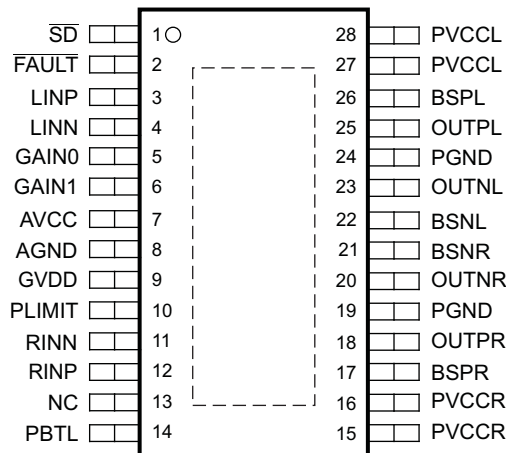 SD 1 28 PVCCL
FAULT 2 27 PVCCL
LINP 3 26 BSPL
LINN 4 25 OUTPL
GAIN0 5 24 PGND
GAIN1 6 23 OUTNL
AVCC 7 22 BSNL
AGND 8 21 BSNR
GVDD 9 20 OUTNR
PLIMIT 10 19 PGND
RINN 11 18 OUTPR
RINP 12 17 BSPR
NC 13 16 PVCCR
PBTL 14 15 PVCCR